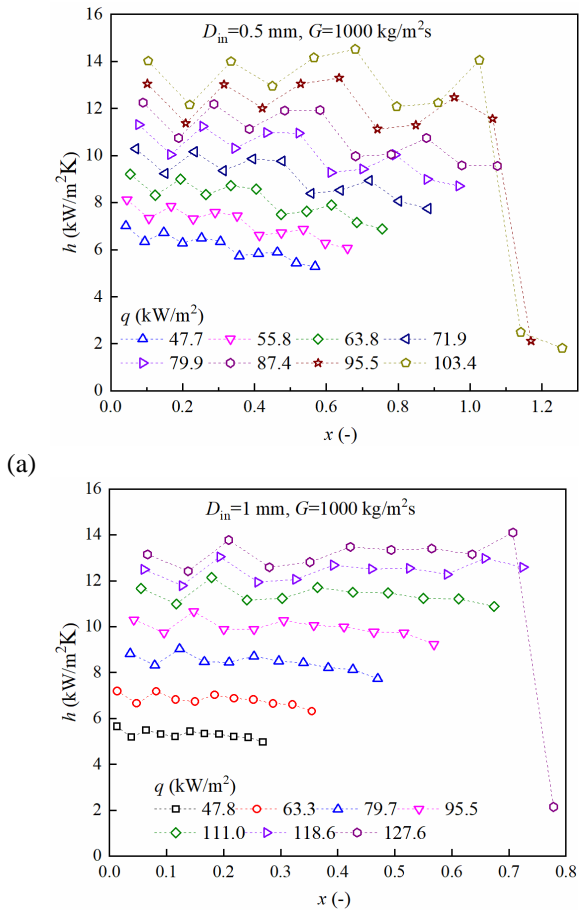 16
14
12
10
8
6
4
2
0
h (kW/m²K)
D_in=0.5 mm, G=1000 kg/m²s
q (kW/m²)
47.7 55.8 63.8 71.9
79.9 87.4 95.5 103.4
0.0 0.2 0.4 0.6 0.8 1.0 1.2
x (-)
(a)
16
14
12
10
8
6
4
2
0
h (kW/m²K)
D_in=1 mm, G=1000 kg/m²s
q (kW/m²)
47.8 63.3 79.7 95.5
111.0 118.6 127.6
0.0 0.1 0.2 0.3 0.4 0.5 0.6 0.7 0.8
x (-)